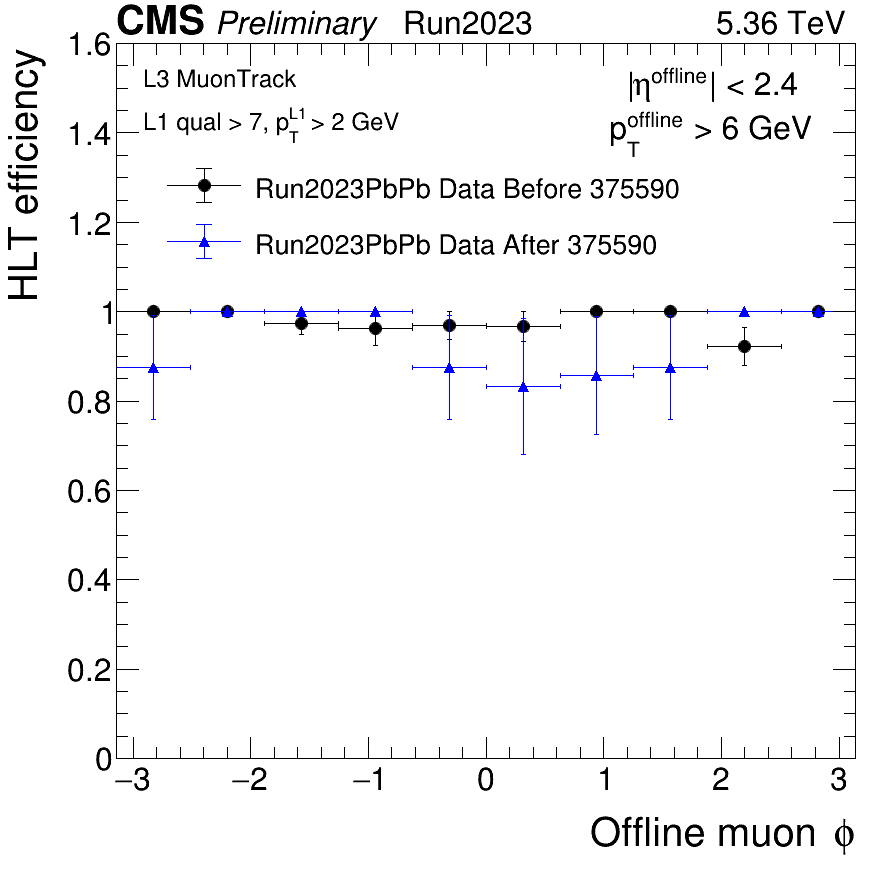 CMS Preliminary Run2023 5.36 TeV
HLT efficiency
1.6
1.4
1.2
1
0.8
0.6
0.4
0.2
0
L3 MuonTrack
L1 qual > 7, p_T^L1 > 2 GeV
|η^offline| < 2.4
p_T^offline > 6 GeV
Run2023PbPb Data Before 375590
Run2023PbPb Data After 375590
−3 −2 −1 0 1 2 3
Offline muon ϕ